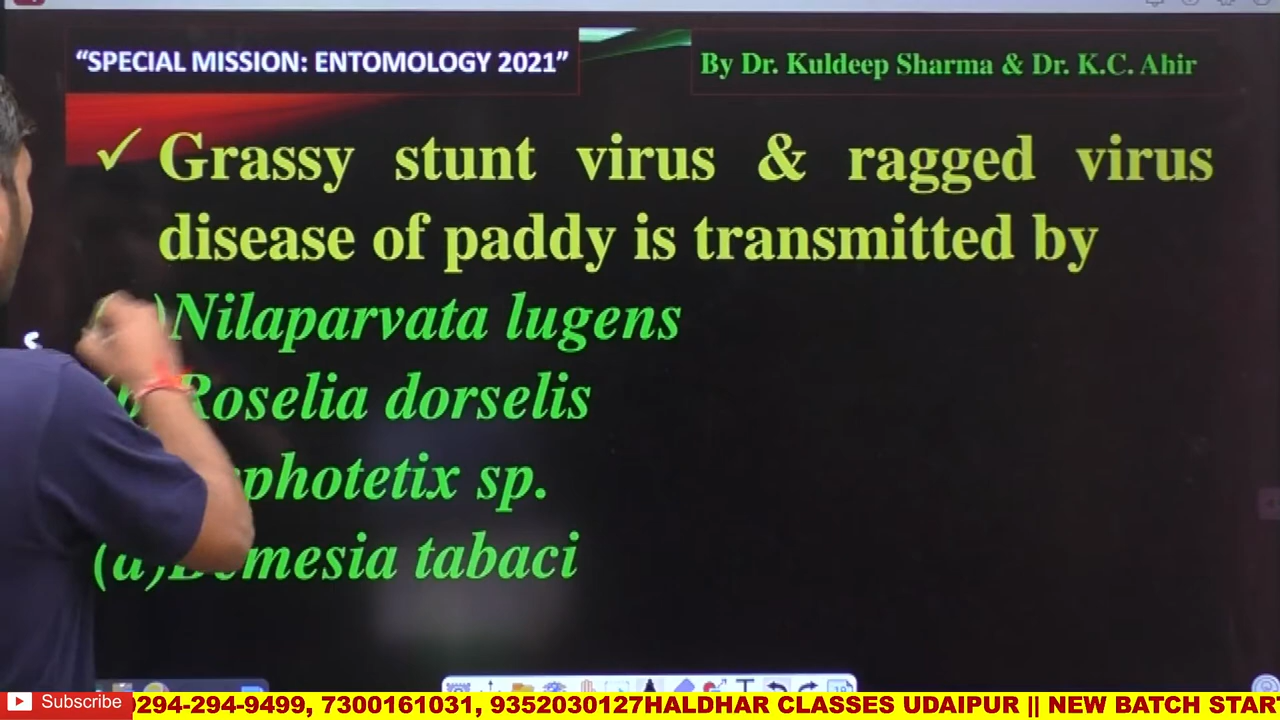 “SPECIAL MISSION: ENTOMOLOGY 2021”
By Dr. Kuldeep Sharma & Dr. K.C. Ahir
✓ Grassy stunt virus & ragged virus
disease of paddy is transmitted by
Nilaparvata lugens
Roselia dorselis
sp.
tabaci
Subscribe
294-294-9499, 7300161031, 9352030127HALDHAR CLASSES UDAIPUR || NEW BATCH STAR